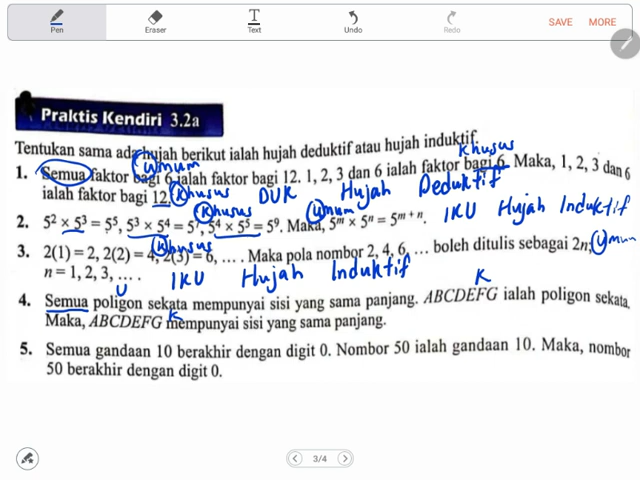 Pen
Eraser
Text
Undo
Redo
SAVE MORE
Praktis Kendiri 3.2a
Tentukan sama ada hujah berikut ialah hujah deduktif atau hujah induktif.
Umum Khusus
1. Semua faktor bagi 6 ialah faktor bagi 12. 1, 2, 3 dan 6 ialah faktor bagi 6. Maka, 1, 2, 3 dan 6
ialah faktor bagi 12. Khusus DUK Hujah Deduktif
Khusus Umum
2. 5² × 5³ = 5⁵, 5³ × 5⁴ = 5⁷, 5⁴ × 5⁵ = 5⁹. Maka, 5ᵐ × 5ⁿ = 5ᵐ⁺ⁿ. IKU Hujah Induktif
Khusus
3. 2(1) = 2, 2(2) = 4, 2(3) = 6, .... Maka pola nombor 2, 4, 6, ... boleh ditulis sebagai 2n; Umum
n = 1, 2, 3, .... IKU Hujah Induktif
U K
4. Semua poligon sekata mempunyai sisi yang sama panjang. ABCDEFG ialah poligon sekata.
K
Maka, ABCDEFG mempunyai sisi yang sama panjang.
5. Semua gandaan 10 berakhir dengan digit 0. Nombor 50 ialah gandaan 10. Maka, nombor
50 berakhir dengan digit 0.
3/4